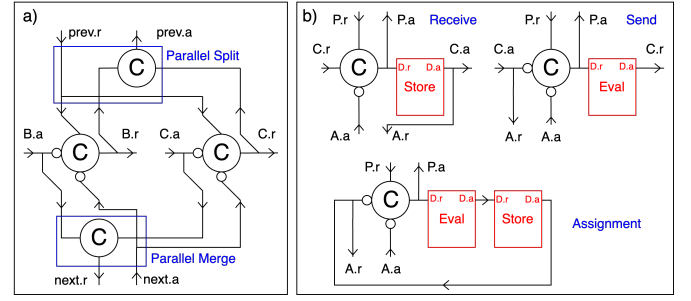 a)
prev.r
prev.a
Parallel Split
C
B.a
B.r
C.a
C.r
C
C
C
Parallel Merge
next.r
next.a
b)
P.r
P.a
Receive
C.r
C
D.r
D.a
Store
C.a
A.a
A.r
P.r
P.a
Send
C.a
C
D.r
D.a
Eval
C.r
A.r
A.a
P.r
P.a
C
D.r
D.a
Eval
D.r
D.a
Store
Assignment
A.r
A.a